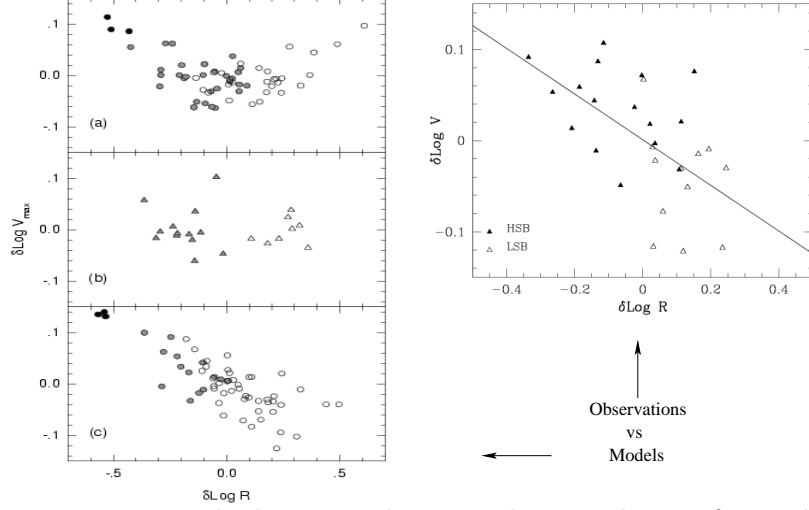 .1
0.0
-.1
(a)
.1
0.0
-.1
(b)
.1
0.0
-.1
(c)
δLog V_max
-.5
0.0
.5
δLog R
0.1
0
−0.1
δLog V
▲ HSB
△ LSB
−0.4
−0.2
0
0.2
0.4
δLog R
Observations
vs
Models